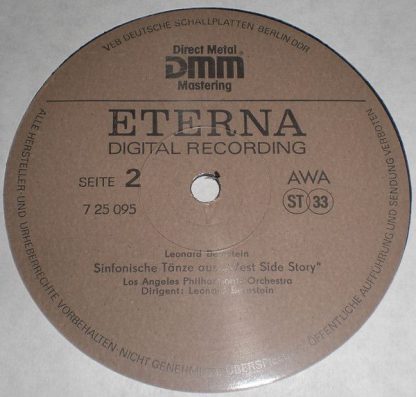 VEB DEUTSCHE SCHALLPLATTEN BERLIN DDR
Direct Metal
DMM
Mastering
ETERNA
DIGITAL RECORDING
SEITE 2
AWA
7 25 095
ST 33
Leonard Bernstein
Sinfonische Tänze aus „West Side Story"
Los Angeles Philharmonic Orchestra
Dirigent: Leonard Bernstein
ALLE HERSTELLER- UND URHEBERRECHTE VORBEHALTEN · NICHT GENEHMIGTE ÜBERSPIELUNG
ÖFFENTLICHE AUFFÜHRUNG UND SENDUNG VERBOTEN